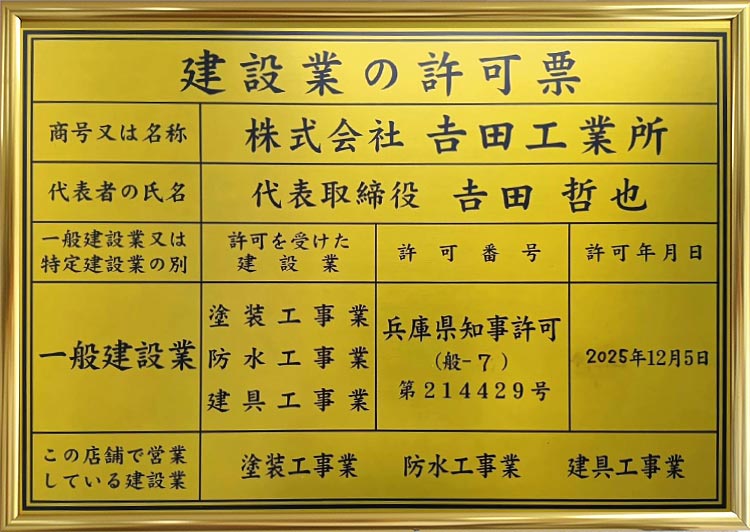 建設業の許可票
商号又は名称 株式会社 𠮷田工業所
代表者の氏名 代表取締役 𠮷田 哲也
一般建設業又は
特定建設業の別
許可を受けた
建設業
許可番号
許可年月日
一般建設業
塗装工事業
防水工事業
建具工事業
兵庫県知事許可
(般-7)
第214429号
2025年12月5日
この店舗で営業
している建設業
塗装工事業 防水工事業 建具工事業